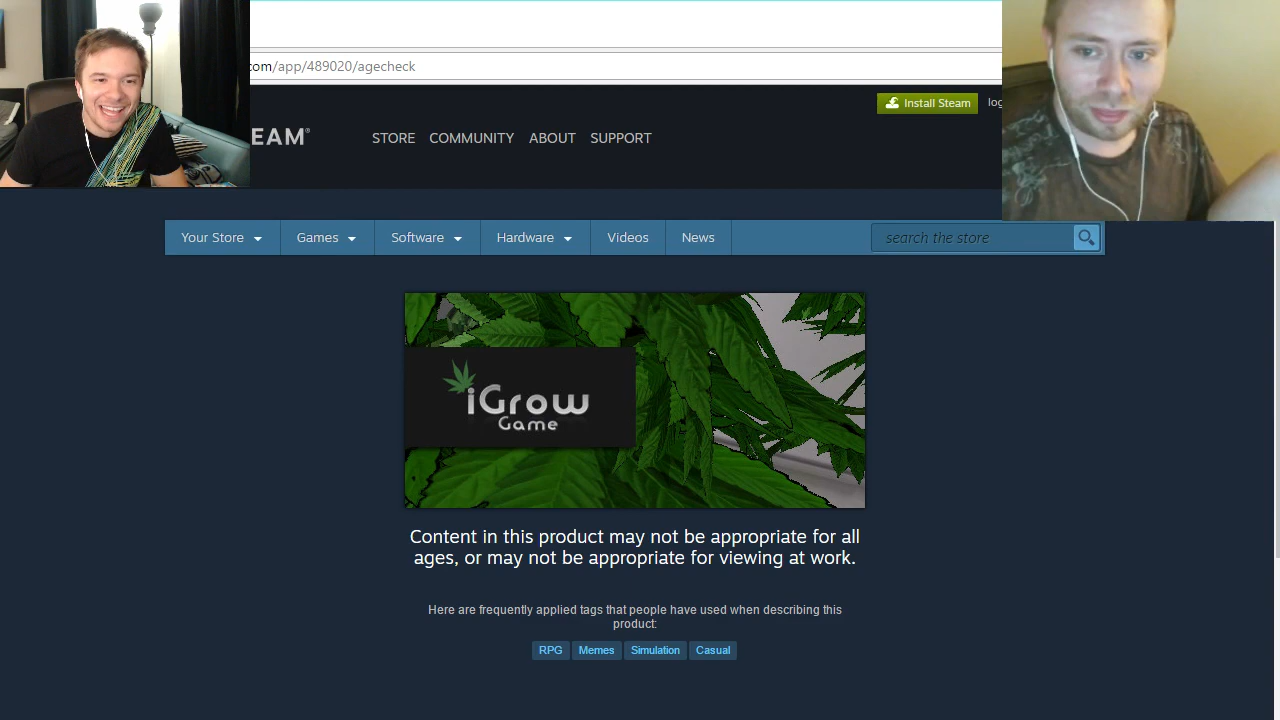 com/app/489020/agecheck
Install Steam
log
EAM®
STORE COMMUNITY ABOUT SUPPORT
Your Store Games Software Hardware Videos News search the store
iGrow
Game
Content in this product may not be appropriate for all
ages, or may not be appropriate for viewing at work.
Here are frequently applied tags that people have used when describing this
product:
RPG Memes Simulation Casual